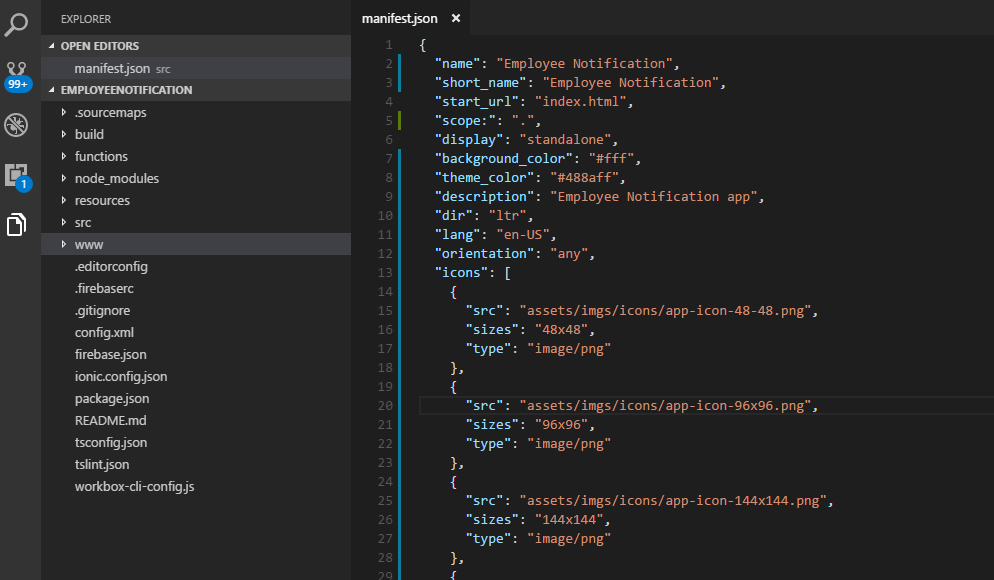 EXPLORER
OPEN EDITORS
manifest.json src
EMPLOYEENOTIFICATION
.sourcemaps
build
functions
node_modules
resources
src
www
.editorconfig
.firebaserc
.gitignore
config.xml
firebase.json
ionic.config.json
package.json
README.md
tsconfig.json
tslint.json
workbox-cli-config.js
99+
1
manifest.json ×
1 {
2 "name": "Employee Notification",
3 "short_name": "Employee Notification",
4 "start_url": "index.html",
5 "scope:": ".",
6 "display": "standalone",
7 "background_color": "#fff",
8 "theme_color": "#488aff",
9 "description": "Employee Notification app",
10 "dir": "ltr",
11 "lang": "en-US",
12 "orientation": "any",
13 "icons": [
14 {
15 "src": "assets/imgs/icons/app-icon-48-48.png",
16 "sizes": "48x48",
17 "type": "image/png"
18 },
19 {
20 "src": "assets/imgs/icons/app-icon-96x96.png",
21 "sizes": "96x96",
22 "type": "image/png"
23 },
24 {
25 "src": "assets/imgs/icons/app-icon-144x144.png",
26 "sizes": "144x144",
27 "type": "image/png"
28 },
29 {